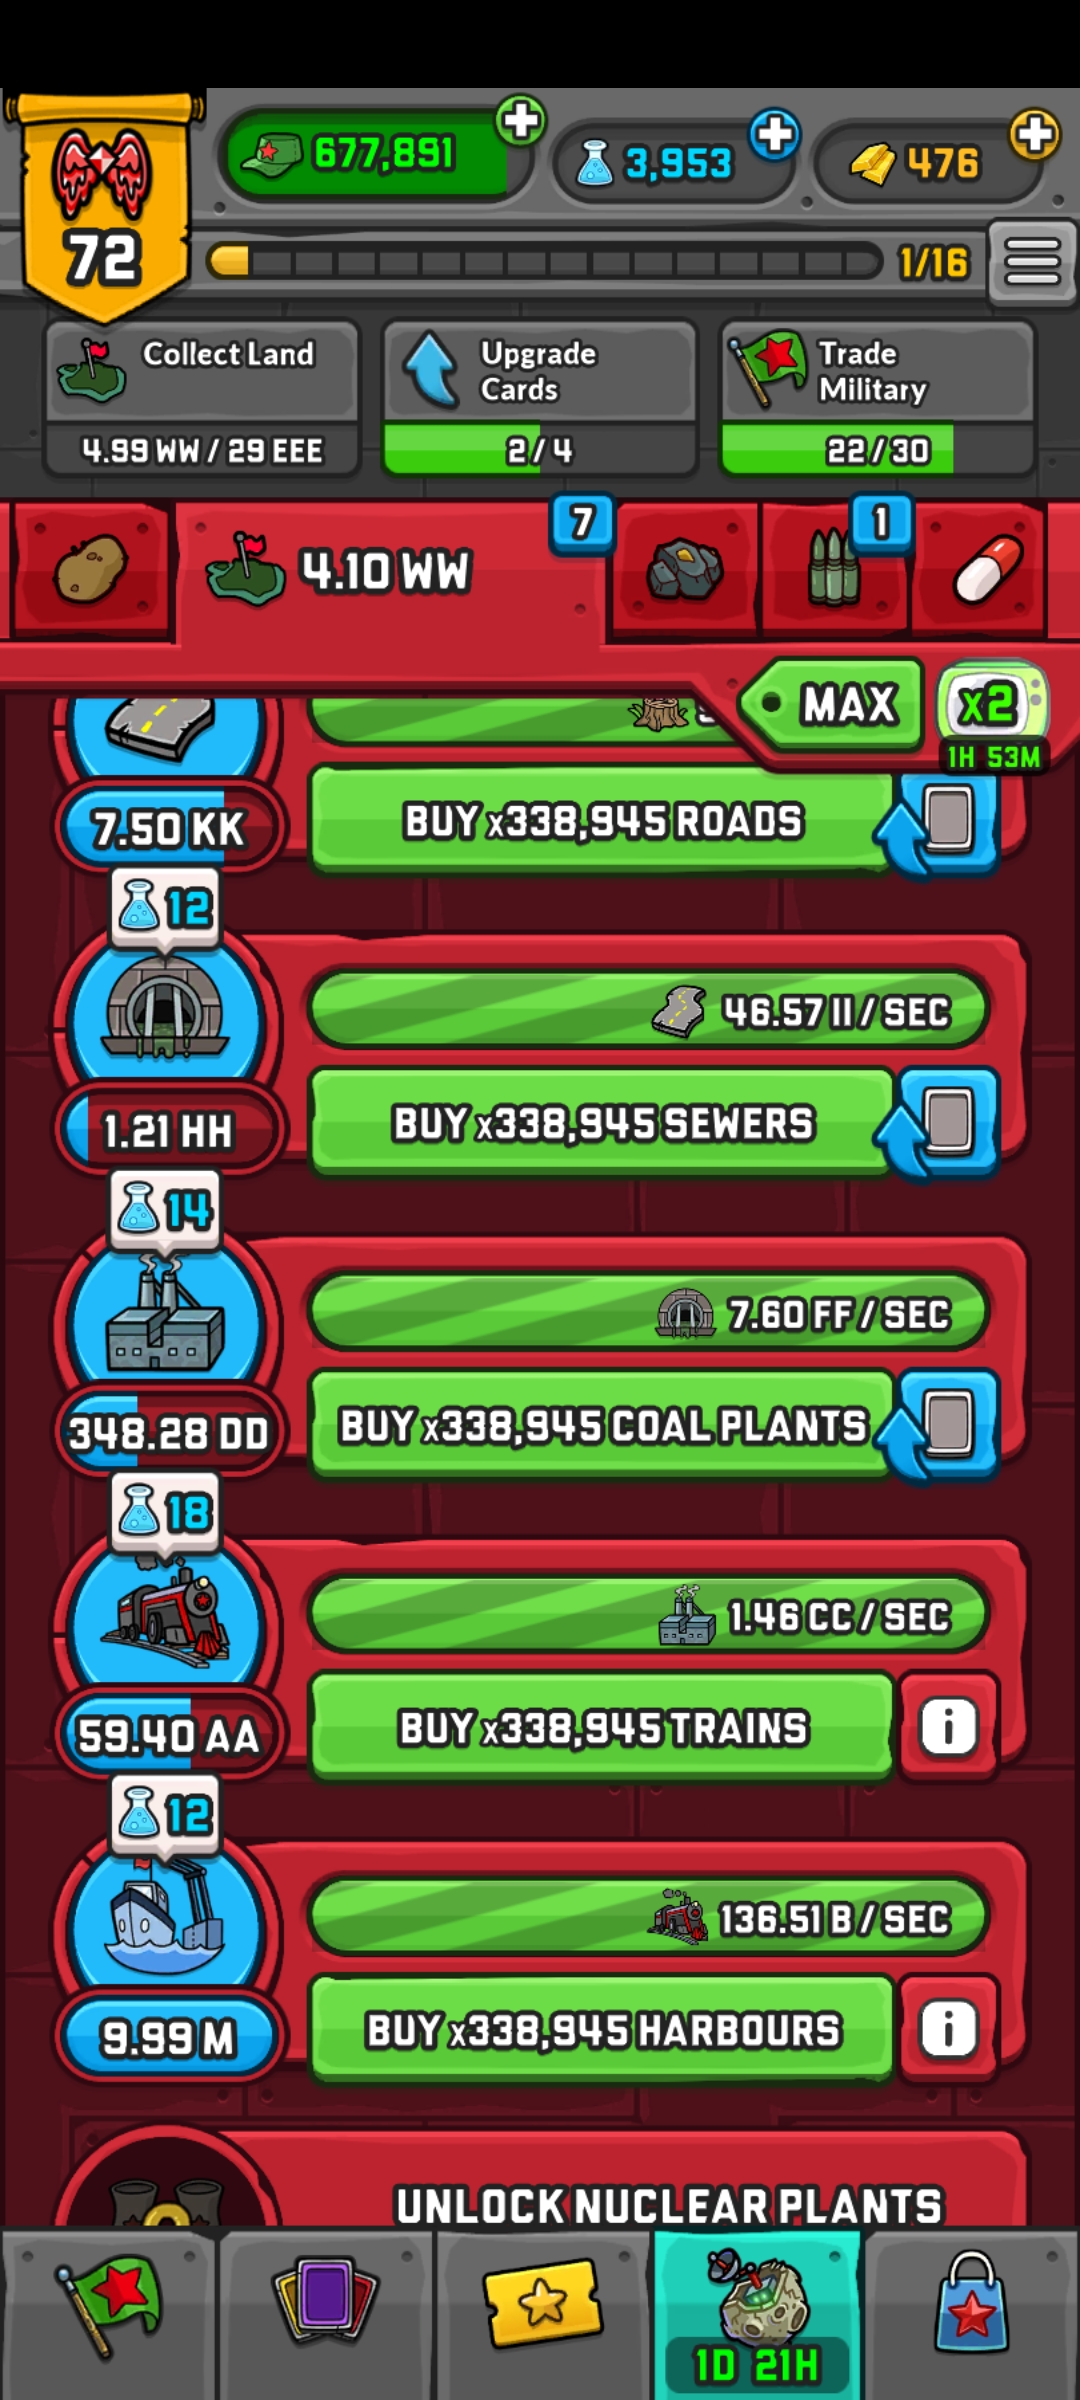 677,891
3,953
476
72
1/16
Collect Land
4.99 WW / 29 EEE
Upgrade
Cards
2 / 4
Trade
Military
22 / 30
4.10 WW
7
1
MAX
x2
1H 53M
7.50 KK
BUY x338,945 ROADS
12
46.57 II / SEC
1.21 HH
BUY x338,945 SEWERS
14
7.60 FF / SEC
348.28 DD
BUY x338,945 COAL PLANTS
18
1.46 CC / SEC
59.40 AA
BUY x338,945 TRAINS
i
12
136.51 B / SEC
9.99 M
BUY x338,945 HARBOURS
i
UNLOCK NUCLEAR PLANTS
1D 21H